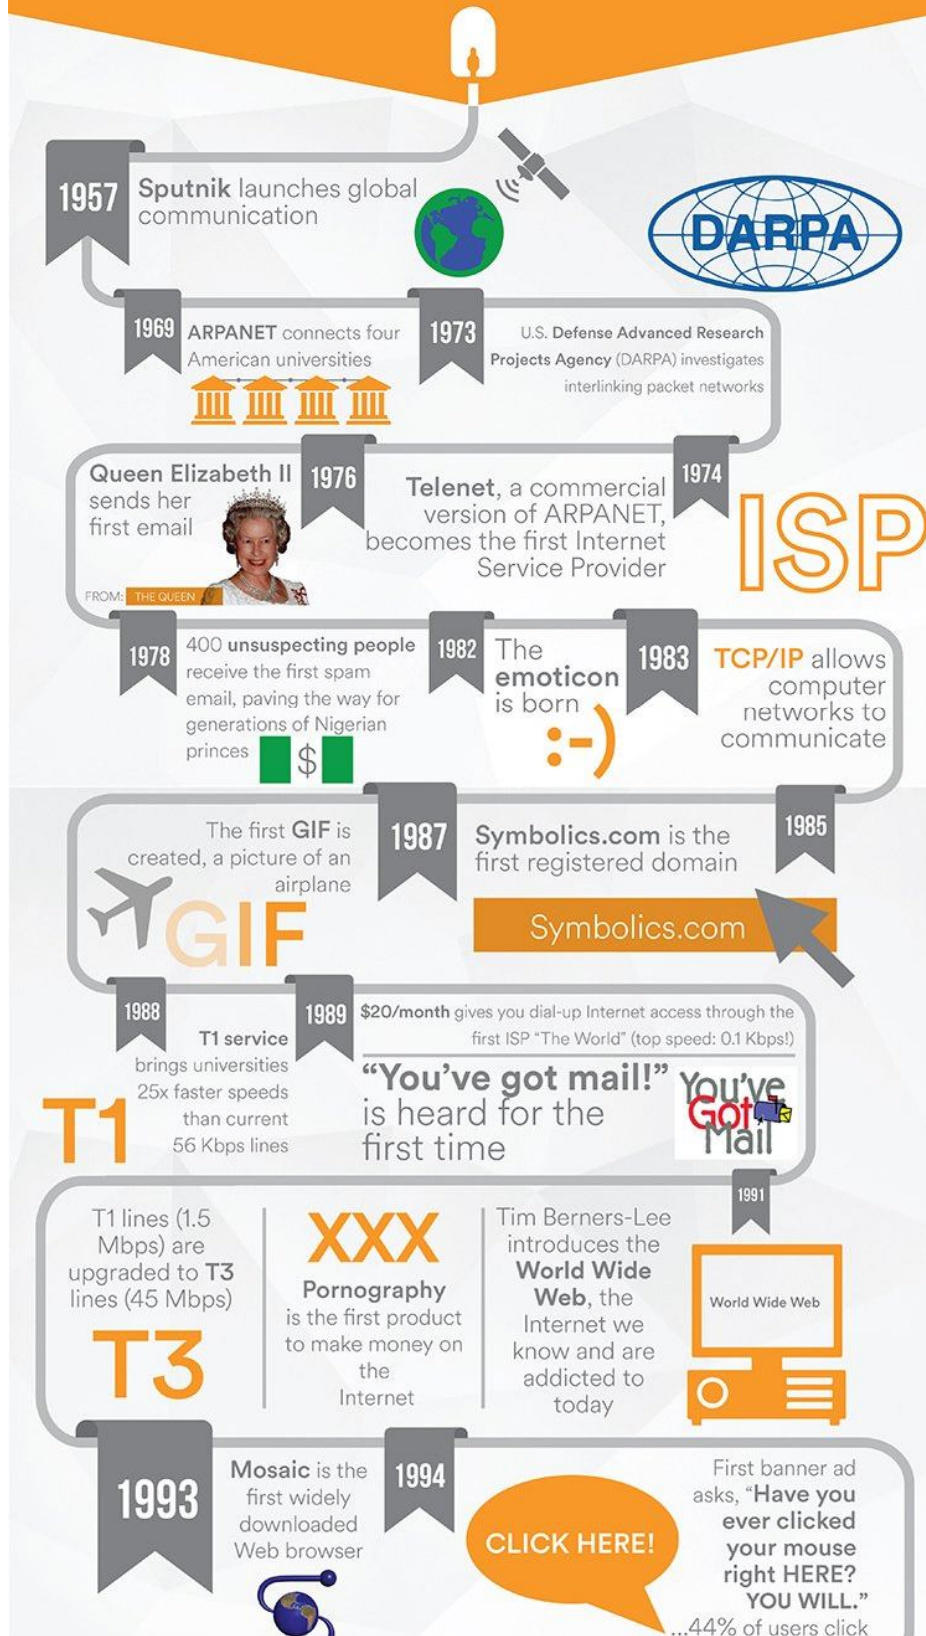 1957
Sputnik launches global
communication
DARPA
1969
ARPANET connects four
American universities
1973
U.S. Defense Advanced Research
Projects Agency (DARPA) investigates
interlinking packet networks
1974
Telenet, a commercial
version of ARPANET,
becomes the first Internet
Service Provider
ISP
1976
Queen Elizabeth II
sends her
first email
FROM: THE QUEEN
1978
400 unsuspecting people
receive the first spam
email, paving the way for
generations of Nigerian
princes
$
1982
The
emoticon
is born
:-)
1983
TCP/IP allows
computer
networks to
communicate
1985
Symbolics.com is the
first registered domain
Symbolics.com
1987
The first GIF is
created, a picture of an
airplane
GIF
1988
T1 service
brings universities
25x faster speeds
than current
56 Kbps lines
T1
1989
$20/month gives you dial-up Internet access through the
first ISP "The World" (top speed: 0.1 Kbps!)
“You’ve got mail!”
is heard for the
first time
You've
Got
Mail
1991
Tim Berners-Lee
introduces the
World Wide
Web, the
Internet we
know and are
addicted to
today
World Wide Web
XXX
Pornography
is the first product
to make money on
the
Internet
T1 lines (1.5
Mbps) are
upgraded to T3
lines (45 Mbps)
T3
1993
Mosaic is the
first widely
downloaded
Web browser
1994
CLICK HERE!
First banner ad
asks, “Have you
ever clicked
your mouse
right HERE?
YOU WILL.”
...44% of users click